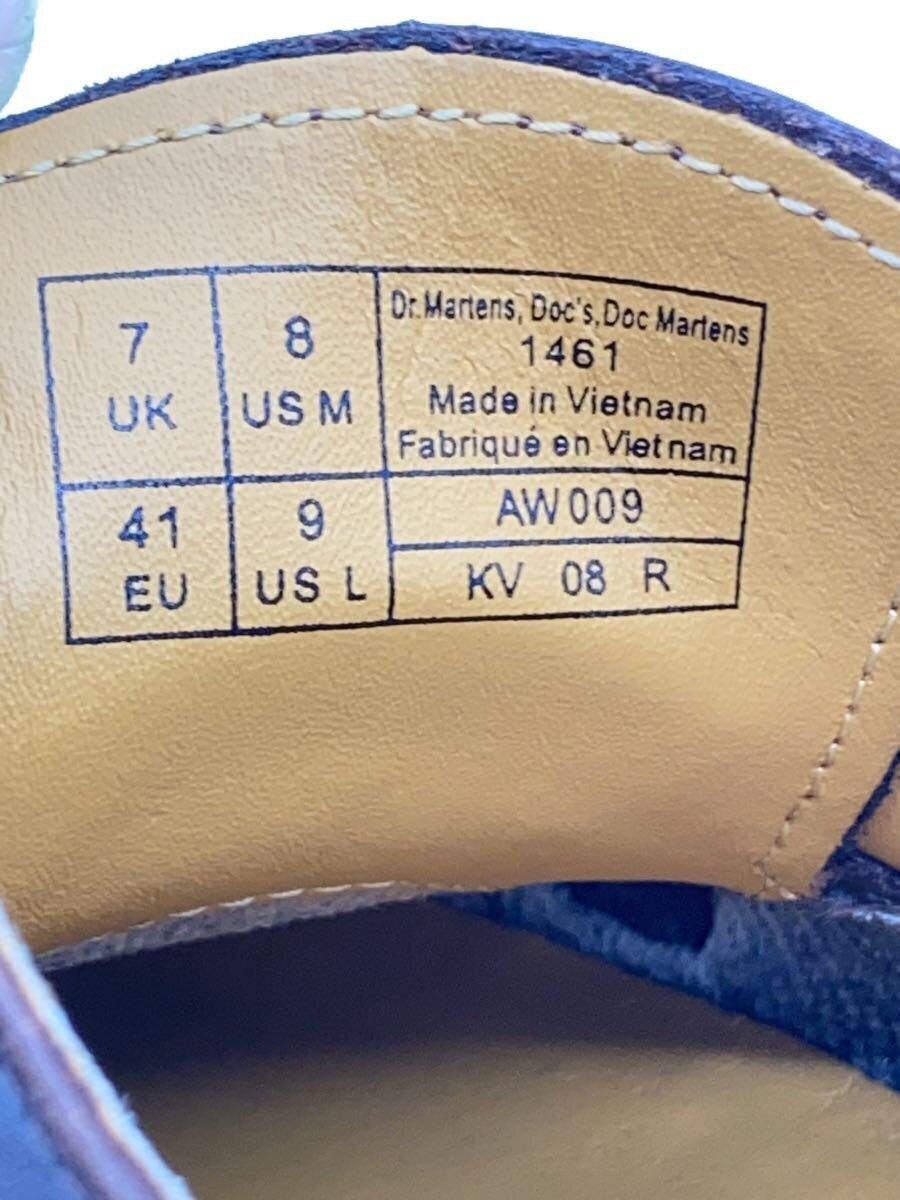 7
UK
8
US M
Dr. Martens, Doc's, Doc Martens
1461
Made in Vietnam
Fabriqué en Vietnam
41
EU
9
US L
AW009
KV 08 R